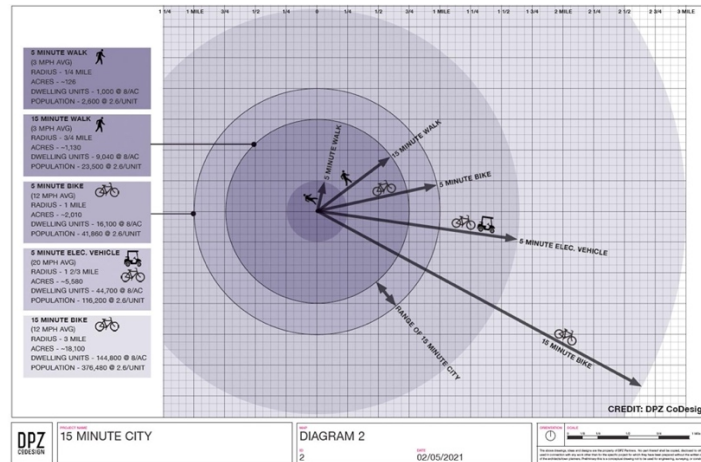 1 1/4 1 MILE 3/4 1/2 1/4 0 1/4 1/2 3/4 1 MILE 1 1/4 1 1/2 1 3/4 2 MILE 2 1/4 2 1/2 2 3/4 3 MILE
5 MINUTE WALK
(3 MPH AVG)
RADIUS - 1/4 MILE
ACRES - ~126
DWELLING UNITS - 1,000 @ 8/AC
POPULATION - 2,600 @ 2.6/UNIT
15 MINUTE WALK
(3 MPH AVG)
RADIUS - 3/4 MILE
ACRES - ~1,130
DWELLING UNITS - 9,040 @ 8/AC
POPULATION - 23,500 @ 2.6/UNIT
5 MINUTE BIKE
(12 MPH AVG)
RADIUS - 1 MILE
ACRES - ~2,010
DWELLING UNITS - 16,100 @ 8/AC
POPULATION - 41,860 @ 2.6/UNIT
5 MINUTE ELEC. VEHICLE
(20 MPH AVG)
RADIUS - 1 2/3 MILE
ACRES - ~5,580
DWELLING UNITS - 44,700 @ 8/AC
POPULATION - 116,200 @ 2.6/UNIT
15 MINUTE BIKE
(12 MPH AVG)
RADIUS - 3 MILE
ACRES - ~18,100
DWELLING UNITS - 144,800 @ 8/AC
POPULATION - 376,480 @ 2.6/UNIT
5 MINUTE WALK
15 MINUTE WALK
5 MINUTE BIKE
5 MINUTE ELEC. VEHICLE
15 MINUTE BIKE
RANGE OF 15 MINUTE CITY
CREDIT: DPZ CoDesign
DPZ
CODESIGN
PROJECT NAME
15 MINUTE CITY
MAP
DIAGRAM 2
ID
2
DATE
02/05/2021
ORIENTATION
SCALE